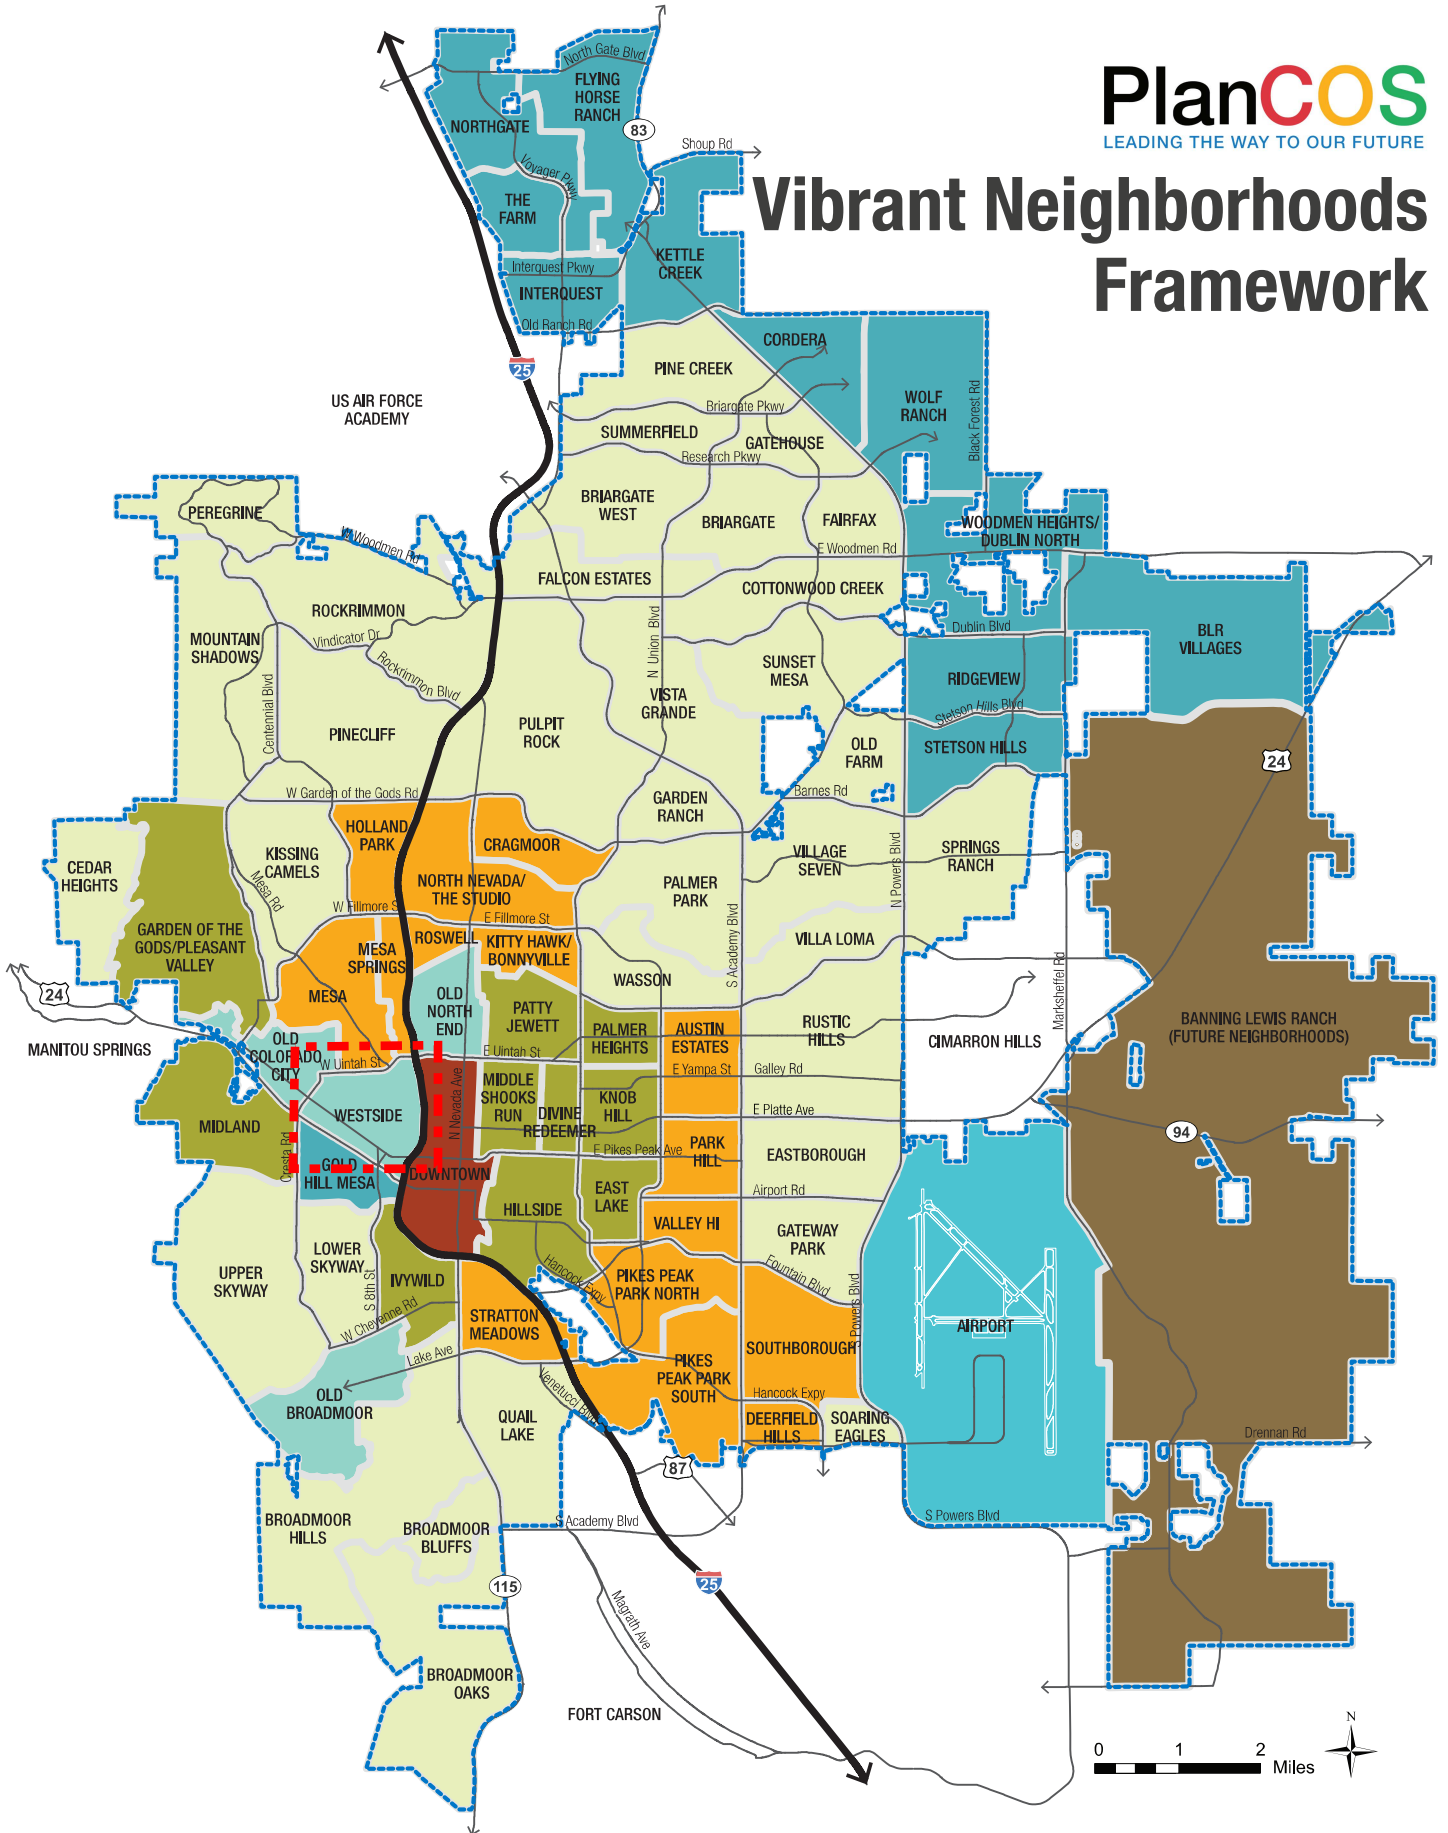 PlanCOS
LEADING THE WAY TO OUR FUTURE
Vibrant Neighborhoods
Framework
North Gate Blvd
FLYING
HORSE
RANCH
NORTHGATE
83
Shoup Rd
Voyager Pkwy
THE
FARM
KETTLE
CREEK
Interquest Pkwy
INTERQUEST
Old Ranch Rd
CORDERA
25
PINE CREEK
US AIR FORCE
ACADEMY
WOLF
RANCH
Black Forest Rd
Briargate Pkwy
SUMMERFIELD
GATEHOUSE
Research Pkwy
BRIARGATE
WEST
PEREGRINE
BRIARGATE
FAIRFAX
WOODMEN HEIGHTS/
DUBLIN NORTH
W Woodmen Rd
E Woodmen Rd
FALCON ESTATES
COTTONWOOD CREEK
ROCKRIMMON
N Union Blvd
Dublin Blvd
BLR
VILLAGES
MOUNTAIN
SHADOWS
Vindicator Dr
Rockrimmon Blvd
SUNSET
MESA
RIDGEVIEW
VISTA
GRANDE
Centennial Blvd
Stetson Hills Blvd
PINECLIFF
PULPIT
ROCK
OLD
FARM
STETSON HILLS
24
W Garden of the Gods Rd
Barnes Rd
GARDEN
RANCH
HOLLAND
PARK
CRAGMOOR
KISSING
CAMELS
CEDAR
HEIGHTS
VILLAGE
SEVEN
SPRINGS
RANCH
N Powers Blvd
Mesa Rd
NORTH NEVADA/
THE STUDIO
PALMER
PARK
W Fillmore S
E Fillmore St
GARDEN OF THE
GODS/PLEASANT
VALLEY
ROSWELL
KITTY HAWK/
BONNYVILLE
VILLA LOMA
MESA
SPRINGS
S Academy Blvd
WASSON
Marksheffel Rd
24
MESA
OLD
NORTH
END
PATTY
JEWETT
PALMER
HEIGHTS
AUSTIN
ESTATES
RUSTIC
HILLS
CIMARRON HILLS
BANNING LEWIS RANCH
(FUTURE NEIGHBORHOODS)
MANITOU SPRINGS
OLD
COLORADO
CITY
W Uintah St
E Uintah St
E Yampa St
Galley Rd
MIDDLE
SHOOKS
RUN
N Nevada Ave
KNOB
HILL
WESTSIDE
DIVINE
REDEEMER
E Platte Ave
MIDLAND
94
Cresta Rd
E Pikes Peak Ave
PARK
HILL
EASTBOROUGH
GOLD
HILL MESA
DOWNTOWN
EAST
LAKE
Airport Rd
HILLSIDE
VALLEY HI
GATEWAY
PARK
LOWER
SKYWAY
UPPER
SKYWAY
S 8th St
IVYWILD
Hancock Expy
PIKES PEAK
PARK NORTH
Fountain Blvd
S Powers Blvd
W Cheyenne Rd
STRATTON
MEADOWS
AIRPORT
SOUTHBOROUGH
Lake Ave
PIKES
PEAK PARK
SOUTH
Venetucci Blvd
Hancock Expy
OLD
BROADMOOR
QUAIL
LAKE
DEERFIELD
HILLS
SOARING
EAGLES
Drennan Rd
87
BROADMOOR
HILLS
BROADMOOR
BLUFFS
S Academy Blvd
S Powers Blvd
115
25
Magrath Ave
BROADMOOR
OAKS
FORT CARSON
N
0 1 2
Miles